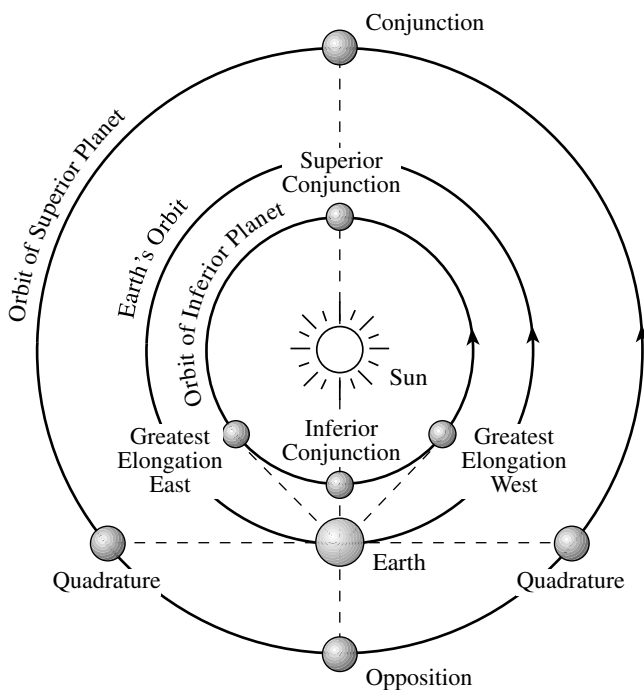 Conjunction
Orbit of Superior Planet
Superior
Conjunction
Earth's Orbit
Orbit of Inferior Planet
Sun
Greatest
Elongation
East
Inferior
Conjunction
Greatest
Elongation
West
Quadrature
Earth
Quadrature
Opposition